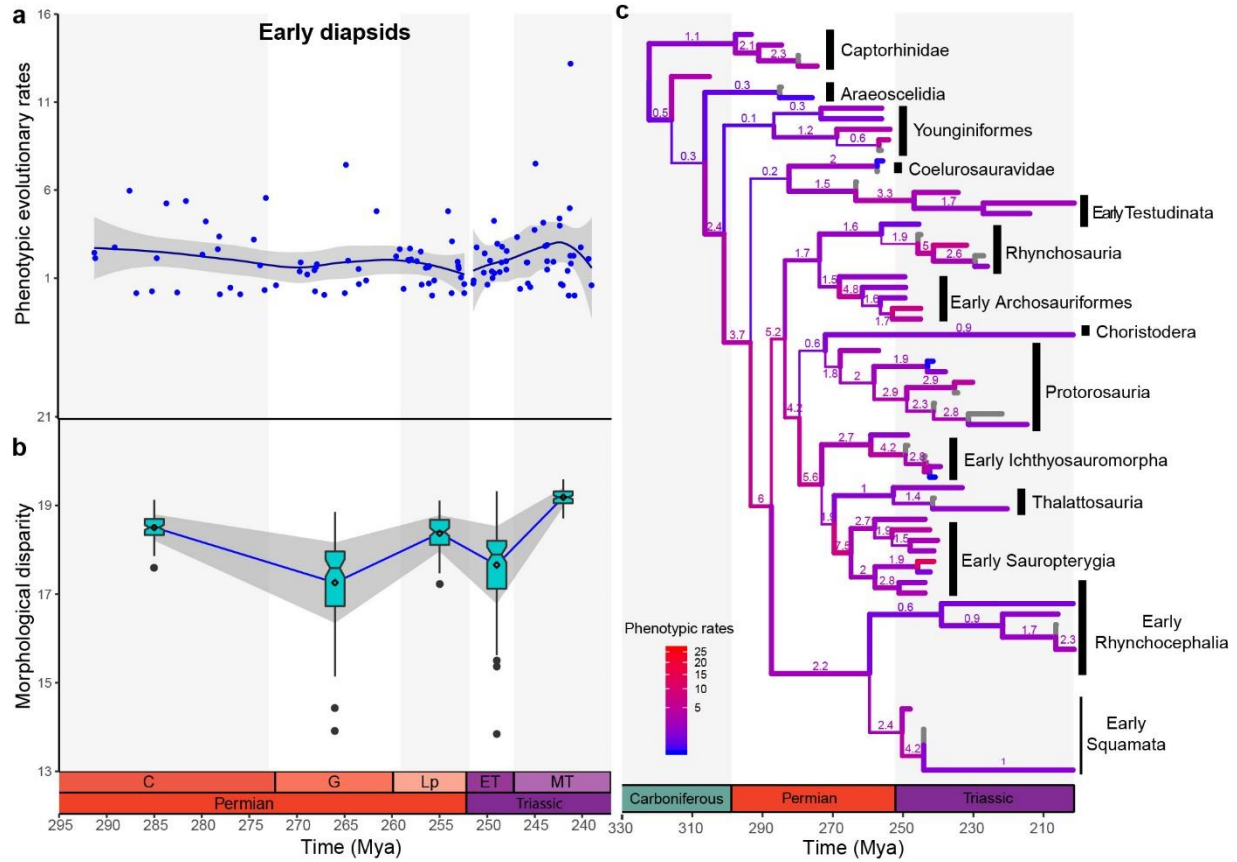 a
Early diapsids
Phenotypic evolutionary rates
16
11
6
1
21
b
Morphological disparity
19
17
15
13
C
G
Lp
ET
MT
Permian
Triassic
295
285
275
265
255
250
245
240
Time (Mya)
c
1.1
2.1
2.3
Captorhinidae
0.5
0.3
Araeoscelidia
0.3
0.3
0.1
1.2
0.6
Younginiformes
0.2
2
Coelurosauravidae
2.4
1.5
3.3
1.7
Early Testudinata
1.6
1.9
.5
2.6
Rhynchosauria
1.7
1.5
4.8
1.6
1.7
Early Archosauriformes
3.7
5.2
0.6
0.9
Choristodera
1.8
1.9
2
2.9
2.9
2.3
2.8
Protorosauria
4.2
2.7
4.2
2.8
Early Ichthyosauromorpha
5.6
1
1.4
Thalattosauria
6
1.9
7.5
2.7
1.9
1.5
1.9
2
2.8
Early Sauropterygia
0.6
0.9
1.7
2.3
Early
Rhynchocephalia
2.2
2.4
4.2
1
Early
Squamata
Phenotypic rates
25
20
15
10
5
Carboniferous
Permian
Triassic
330
310
290
270
250
230
210
Time (Mya)